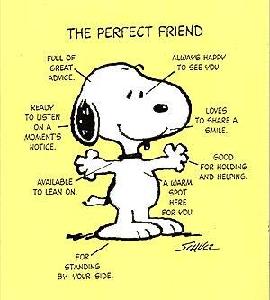 THE PERFECT FRIEND
FULL OF
GREAT
ADVICE.
ALWAYS HAPPY
TO SEE YOU
READY
TO LISTEN
ON A
MOMENT'S
NOTICE.
LOVES
TO SHARE A
SMILE.
GOOD
FOR HOLDING
AND HELPING.
AVAILABLE
TO LEAN ON.
A WARM
SPOT
HERE
FOR YOU
SCHULZ
FOR
STANDING
BY YOUR SIDE.